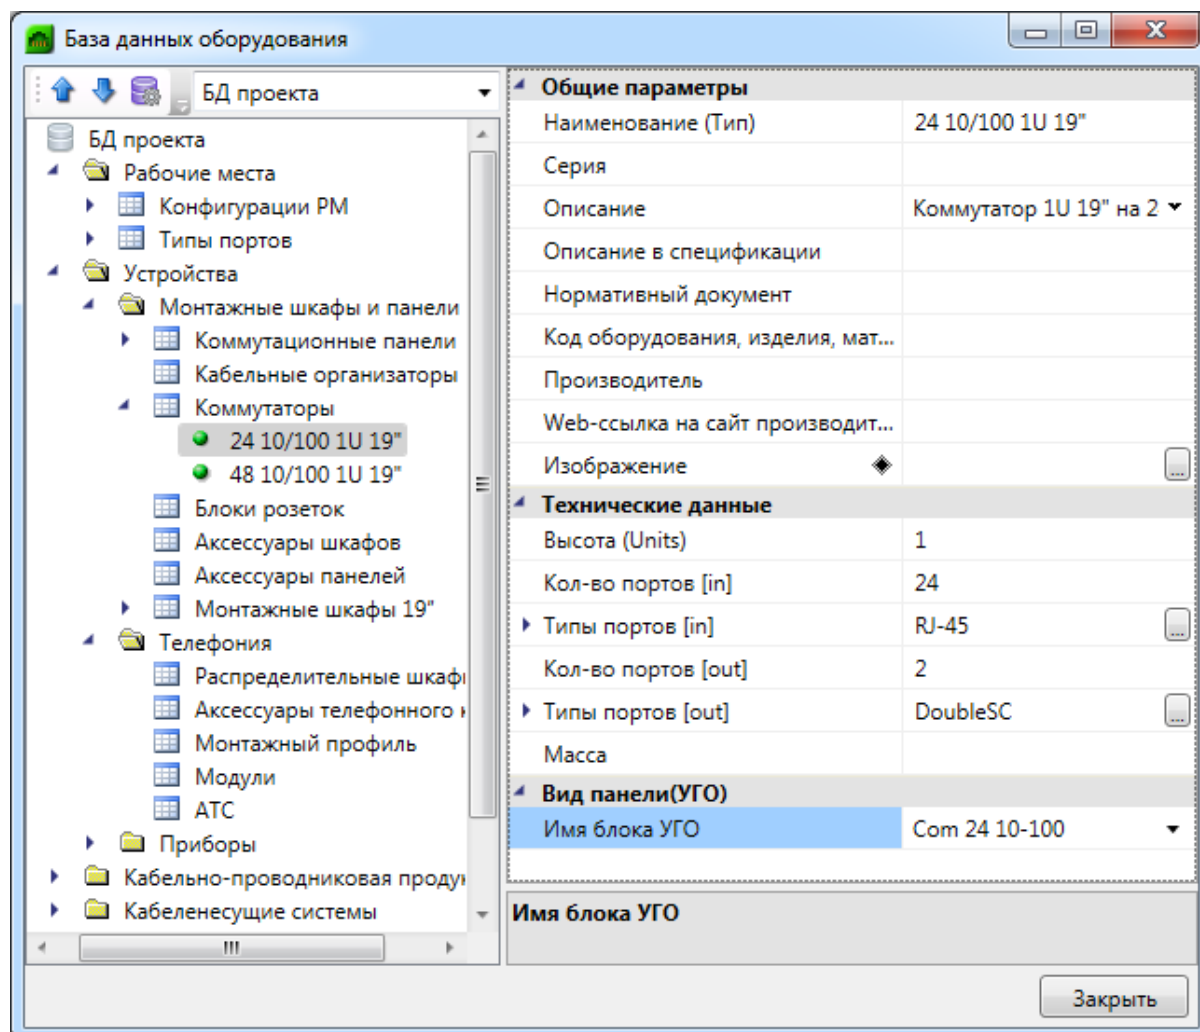 База данных оборудования
БД проекта
БД проекта
Рабочие места
Конфигурации РМ
Типы портов
Устройства
Монтажные шкафы и панели
Коммутационные панели
Кабельные организаторы
Коммутаторы
24 10/100 1U 19"
48 10/100 1U 19"
Блоки розеток
Аксессуары шкафов
Аксессуары панелей
Монтажные шкафы 19"
Телефония
Распределительные шкаф
Аксессуары телефонного
Монтажный профиль
Модули
АТС
Приборы
Кабельно-проводниковая проду
Кабеленесущие системы
Общие параметры
Наименование (Тип) 24 10/100 1U 19"
Серия
Описание Коммутатор 1U 19" на 2
Описание в спецификации
Нормативный документ
Код оборудования, изделия, мат...
Производитель
Web-ссылка на сайт производит...
Изображение ...
Технические данные
Высота (Units) 1
Кол-во портов [in] 24
Типы портов [in] RJ-45 ...
Кол-во портов [out] 2
Типы портов [out] DoubleSC ...
Масса
Вид панели(УГО)
Имя блока УГО Com 24 10-100
Имя блока УГО
Закрыть